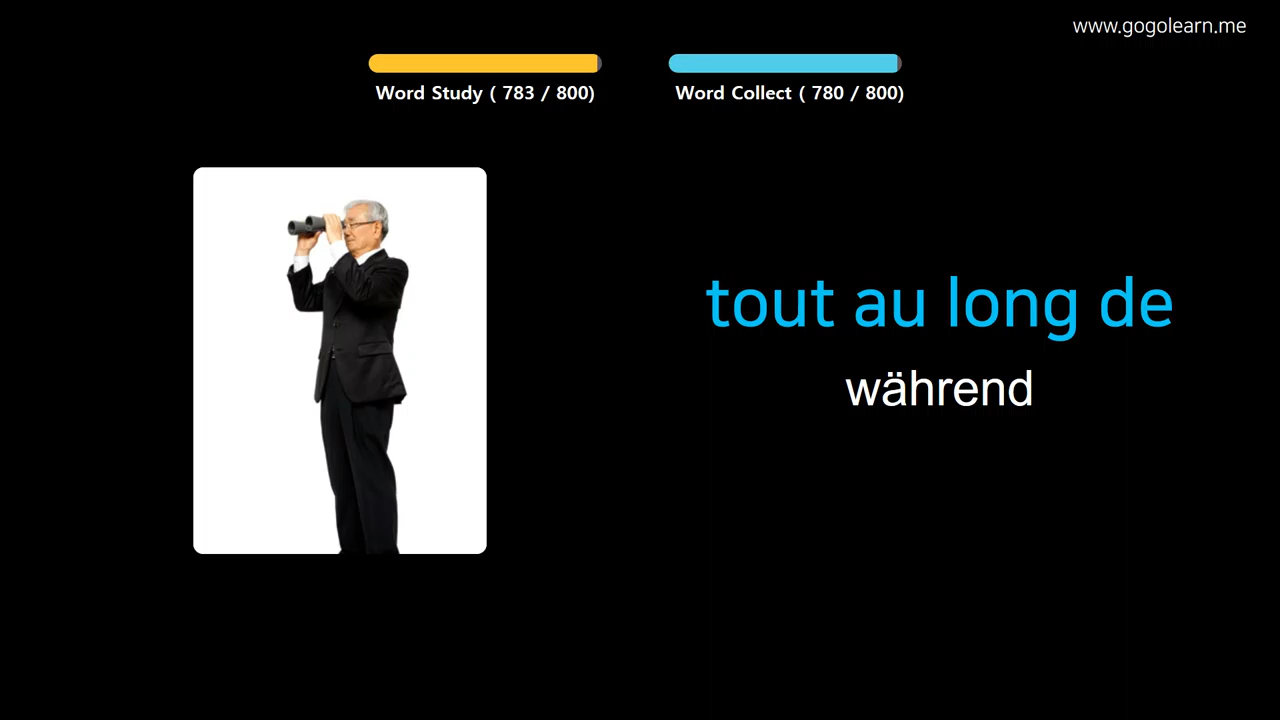 www.gogolearn.me
Word Study ( 783 / 800)
Word Collect ( 780 / 800)
tout au long de
während